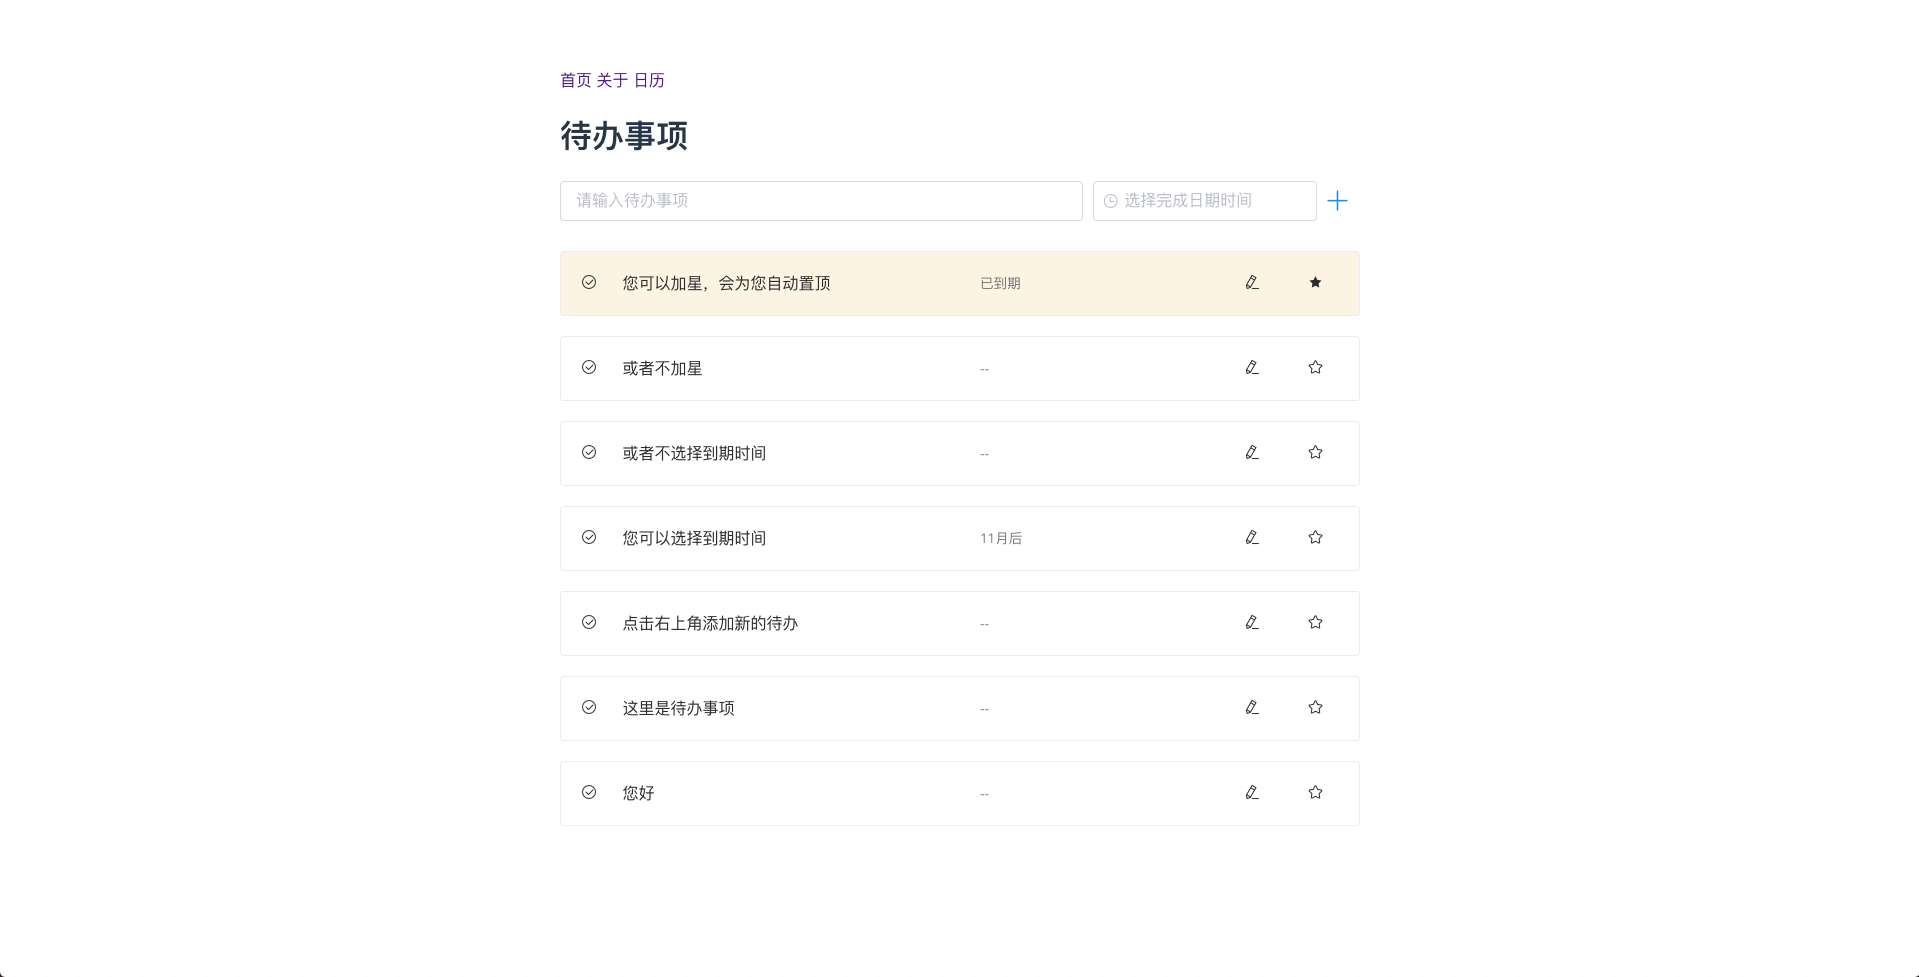 首页 关于 日历
待办事项
请输入待办事项 选择完成日期时间
您可以加星，会为您自动置顶 已到期
或者不加星 --
或者不选择到期时间 --
您可以选择到期时间 11月后
点击右上角添加新的待办 --
这里是待办事项 --
您好 --